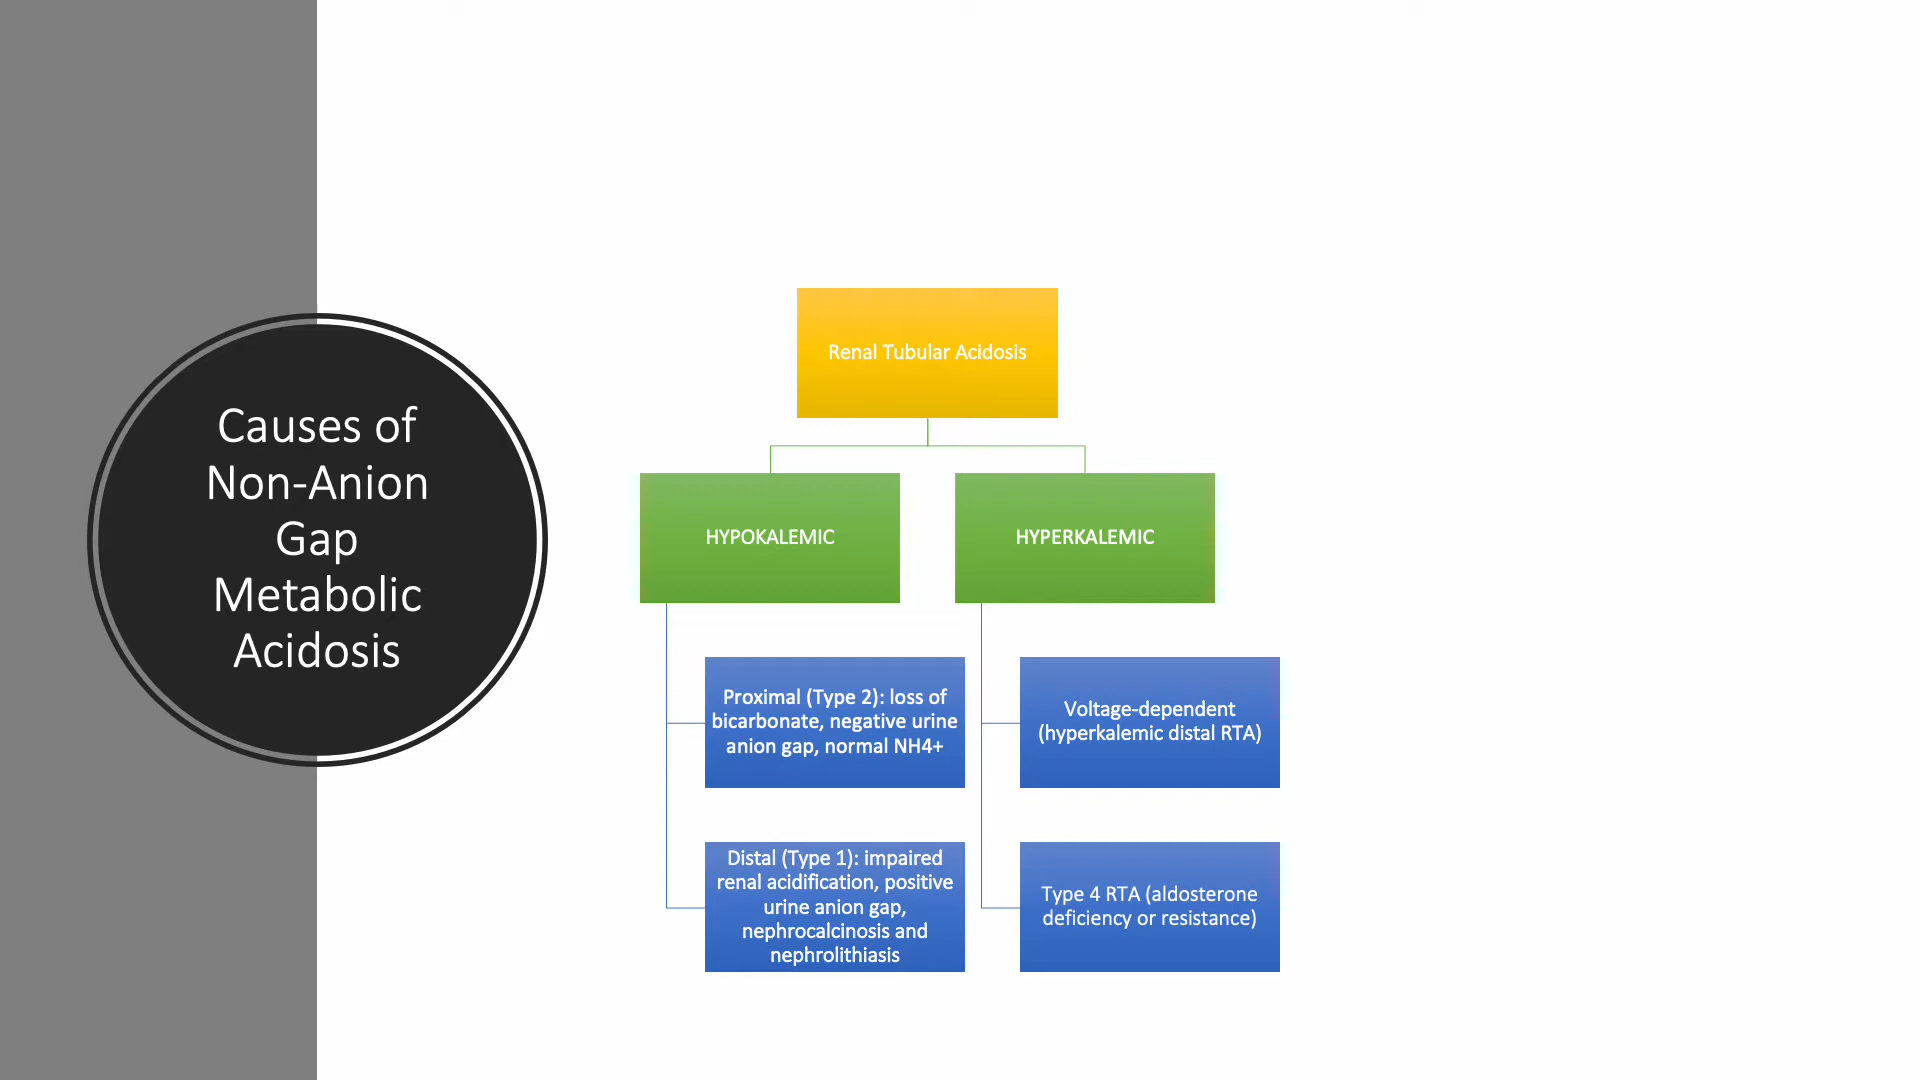 Causes of
Non-Anion
Gap
Metabolic
Acidosis
Renal Tubular Acidosis
HYPOKALEMIC
HYPERKALEMIC
Proximal (Type 2): loss of
bicarbonate, negative urine
anion gap, normal NH4+
Voltage-dependent
(hyperkalemic distal RTA)
Distal (Type 1): impaired
renal acidification, positive
urine anion gap,
nephrocalcinosis and
nephrolithiasis
Type 4 RTA (aldosterone
deficiency or resistance)